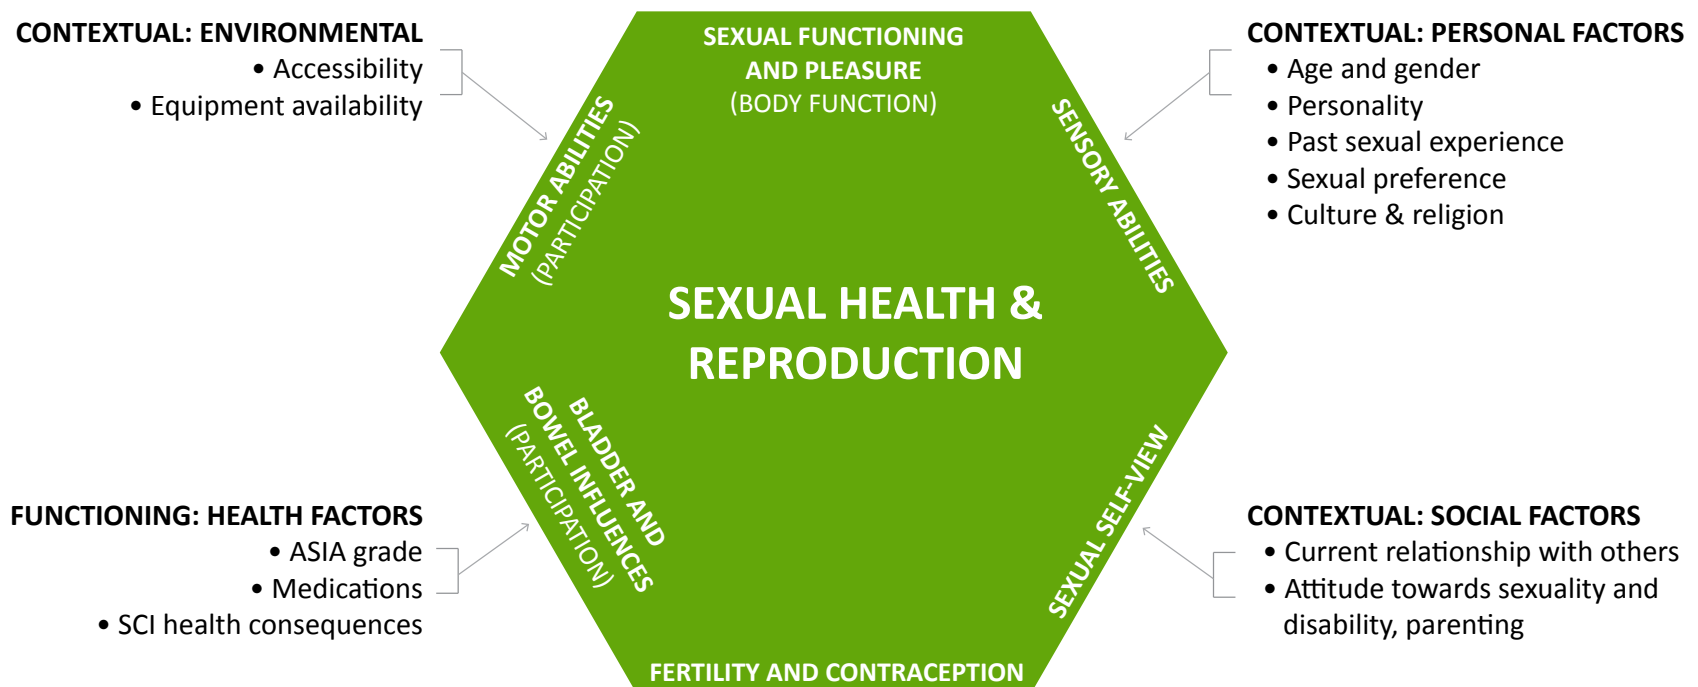 CONTEXTUAL: ENVIRONMENTAL
• Accessibility
• Equipment availability
SEXUAL FUNCTIONING
AND PLEASURE
(BODY FUNCTION)
CONTEXTUAL: PERSONAL FACTORS
• Age and gender
• Personality
• Past sexual experience
• Sexual preference
• Culture & religion
MOTOR ABILITIES
(PARTICIPATION)
SENSORY ABILITIES
SEXUAL HEALTH &
REPRODUCTION
BLADDER AND
BOWEL INFLUENCES
(PARTICIPATION)
SEXUAL SELF-VIEW
FUNCTIONING: HEALTH FACTORS
• ASIA grade
• Medications
• SCI health consequences
CONTEXTUAL: SOCIAL FACTORS
• Current relationship with others
• Attitude towards sexuality and
disability, parenting
FERTILITY AND CONTRACEPTION